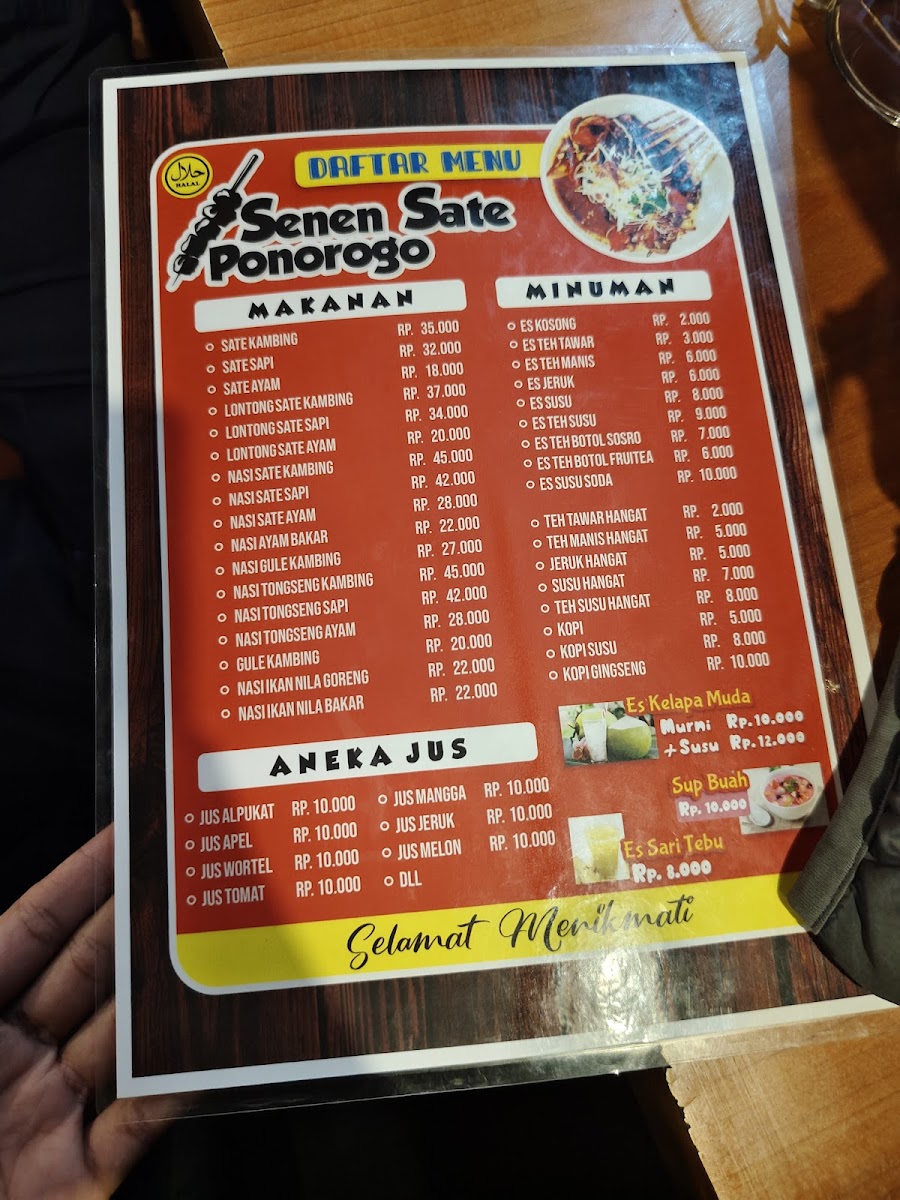 حلال
HALAL
DAFTAR MENU
Senen Sate
Ponorogo
MAKANAN
SATE KAMBING RP. 35.000
SATE SAPI RP. 32.000
SATE AYAM RP. 18.000
LONTONG SATE KAMBING RP. 37.000
LONTONG SATE SAPI RP. 34.000
LONTONG SATE AYAM RP. 20.000
NASI SATE KAMBING RP. 45.000
NASI SATE SAPI RP. 42.000
NASI SATE AYAM RP. 28.000
NASI AYAM BAKAR RP. 22.000
NASI GULE KAMBING RP. 27.000
NASI TONGSENG KAMBING RP. 45.000
NASI TONGSENG SAPI RP. 42.000
NASI TONGSENG AYAM RP. 28.000
GULE KAMBING RP. 20.000
NASI IKAN NILA GORENG RP. 22.000
NASI IKAN NILA BAKAR RP. 22.000
MINUMAN
ES KOSONG RP. 2.000
ES TEH TAWAR RP. 3.000
ES TEH MANIS RP. 6.000
ES JERUK RP. 6.000
ES SUSU RP. 8.000
ES TEH SUSU RP. 9.000
ES TEH BOTOL SOSRO RP. 7.000
ES TEH BOTOL FRUITEA RP. 6.000
ES SUSU SODA RP. 10.000
TEH TAWAR HANGAT RP. 2.000
TEH MANIS HANGAT RP. 5.000
JERUK HANGAT RP. 5.000
SUSU HANGAT RP. 7.000
TEH SUSU HANGAT RP. 8.000
KOPI RP. 5.000
KOPI SUSU RP. 8.000
KOPI GINGSENG RP. 10.000
Es Kelapa Muda
Murni Rp. 10.000
+ Susu Rp. 12.000
Sup Buah
Rp. 10.000
Es Sari Tebu
Rp. 8.000
ANEKA JUS
JUS ALPUKAT RP. 10.000
JUS APEL RP. 10.000
JUS WORTEL RP. 10.000
JUS TOMAT RP. 10.000
JUS MANGGA RP. 10.000
JUS JERUK RP. 10.000
JUS MELON RP. 10.000
DLL
Selamat Menikmati